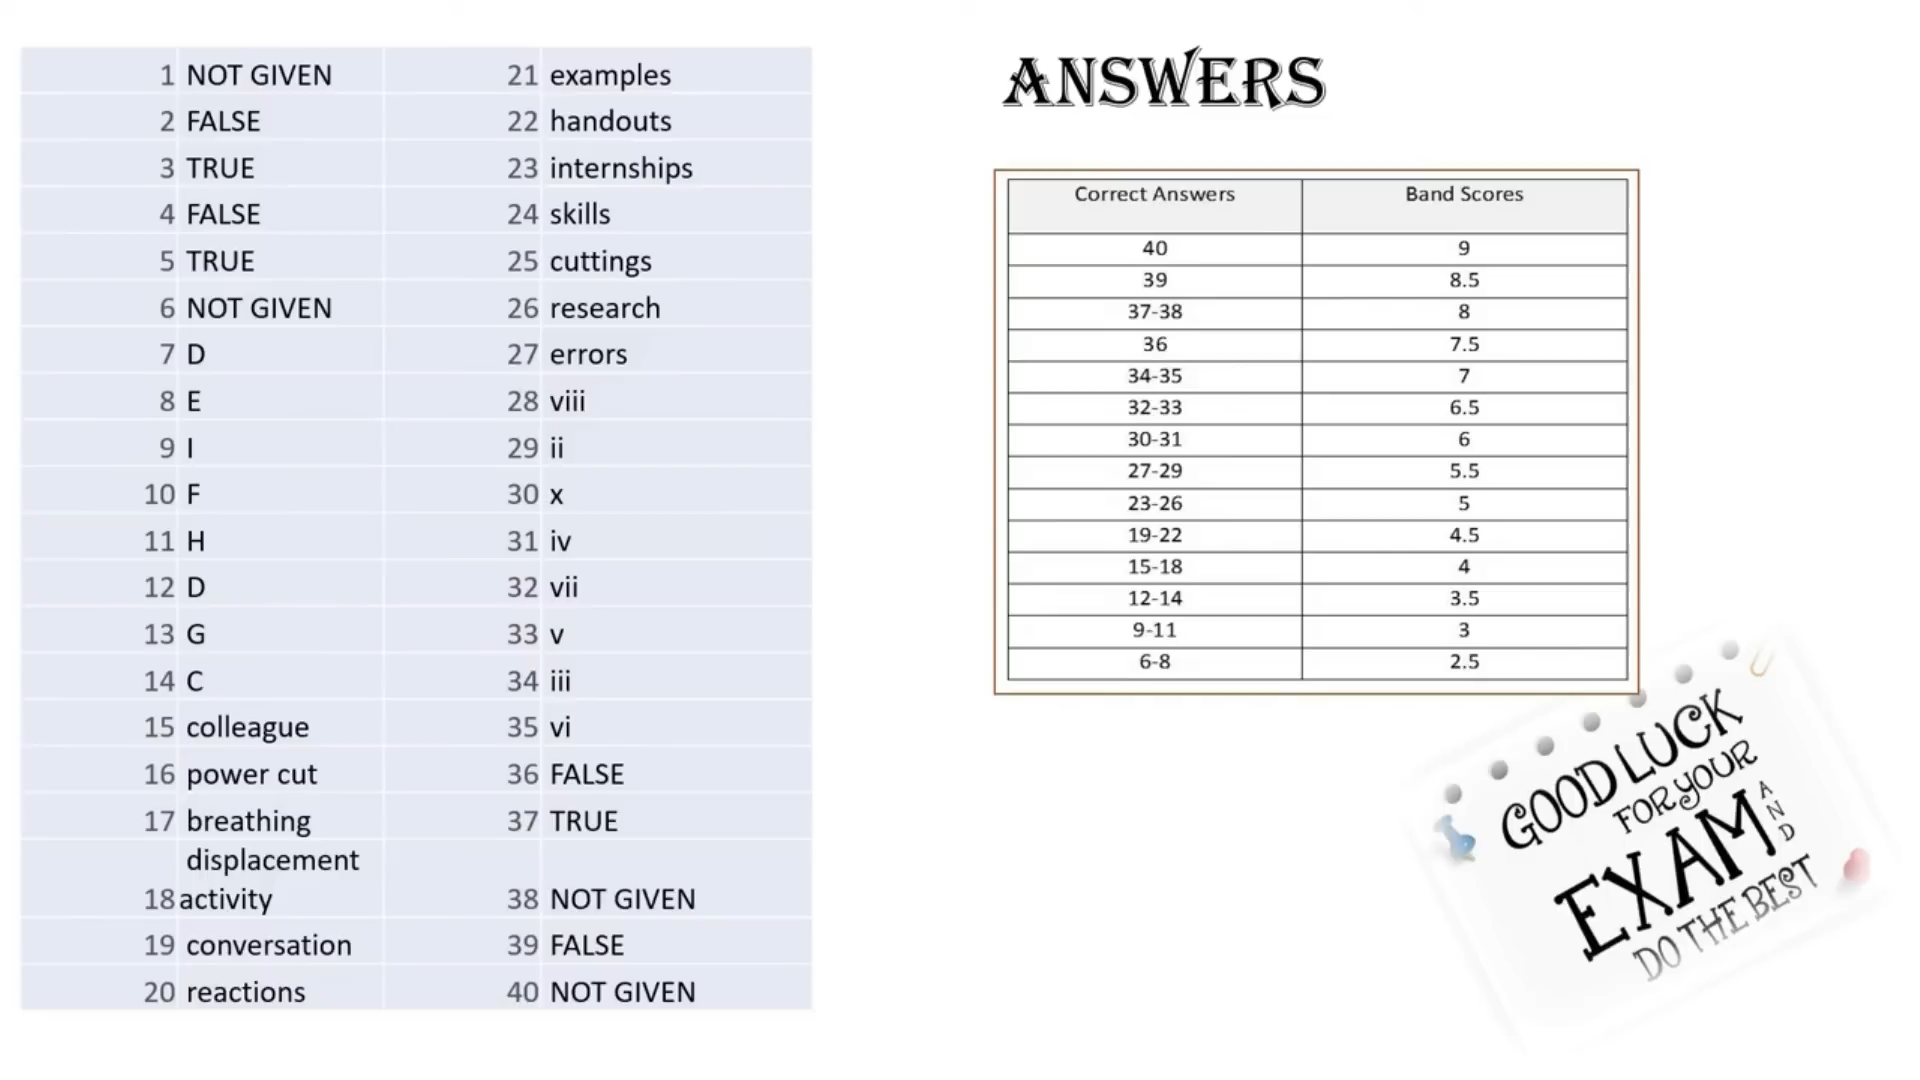 1 NOT GIVEN
2 FALSE
3 TRUE
4 FALSE
5 TRUE
6 NOT GIVEN
7 D
8 E
9 I
10 F
11 H
12 D
13 G
14 C
15 colleague
16 power cut
17 breathing
displacement
18 activity
19 conversation
20 reactions
21 examples
22 handouts
23 internships
24 skills
25 cuttings
26 research
27 errors
28 viii
29 ii
30 x
31 iv
32 vii
33 v
34 iii
35 vi
36 FALSE
37 TRUE
38 NOT GIVEN
39 FALSE
40 NOT GIVEN
ANSWERS
Correct Answers Band Scores
40 9
39 8.5
37-38 8
36 7.5
34-35 7
32-33 6.5
30-31 6
27-29 5.5
23-26 5
19-22 4.5
15-18 4
12-14 3.5
9-11 3
6-8 2.5
GOOD LUCK
FOR YOUR
EXAM AND
DO THE BEST